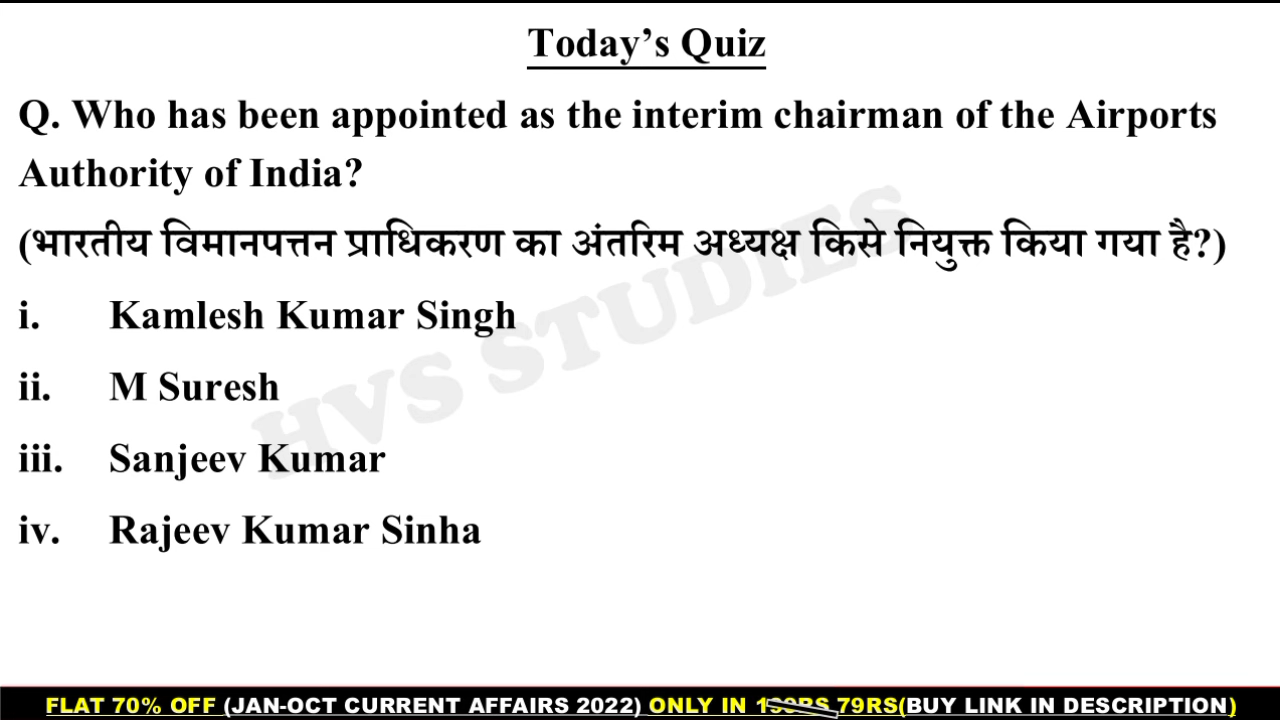 Today’s Quiz
Q. Who has been appointed as the interim chairman of the Airports
Authority of India?
(भारतीय विमानपत्तन प्राधिकरण का अंतरिम अध्यक्ष किसे नियुक्त किया गया है?)
i. Kamlesh Kumar Singh
ii. M Suresh
iii. Sanjeev Kumar
iv. Rajeev Kumar Sinha
HVS STUDIES
FLAT 70% OFF (JAN-OCT CURRENT AFFAIRS 2022) ONLY IN 79RS(BUY LINK IN DESCRIPTION)